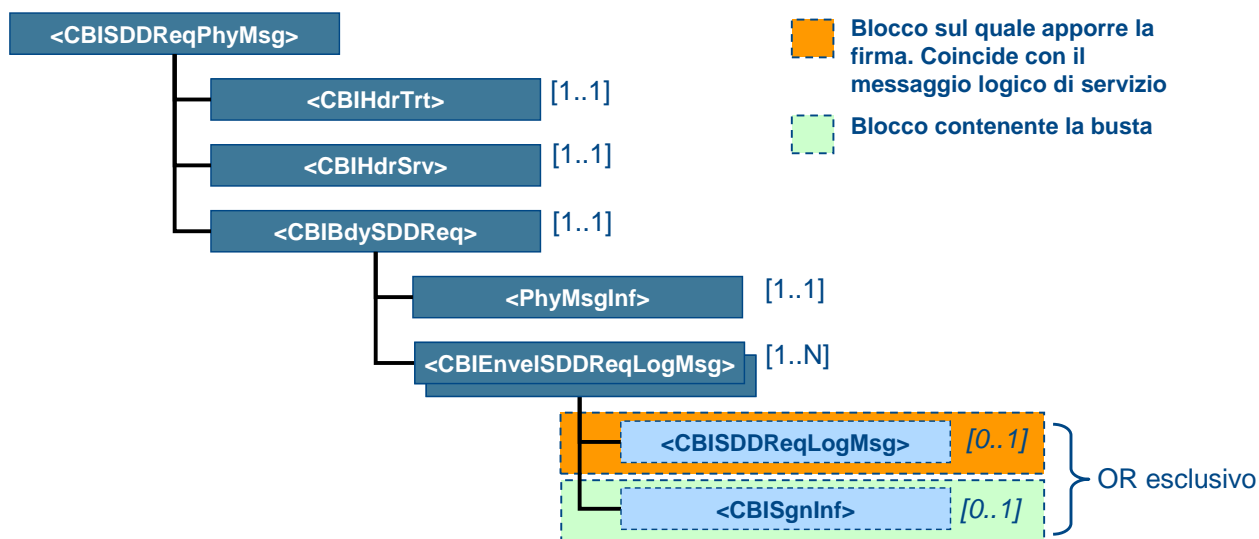 <CBISDDReqPhyMsg>
Blocco sul quale apporre la
firma. Coincide con il
messaggio logico di servizio
<CBIHdrTrt> [1..1]
Blocco contenente la busta
<CBIHdrSrv> [1..1]
<CBIBdySDDReq> [1..1]
<PhyMsgInf> [1..1]
<CBIEnvelSDDReqLogMsg> [1..N]
<CBISDDReqLogMsg> [0..1]
OR esclusivo
<CBISgnInf> [0..1]